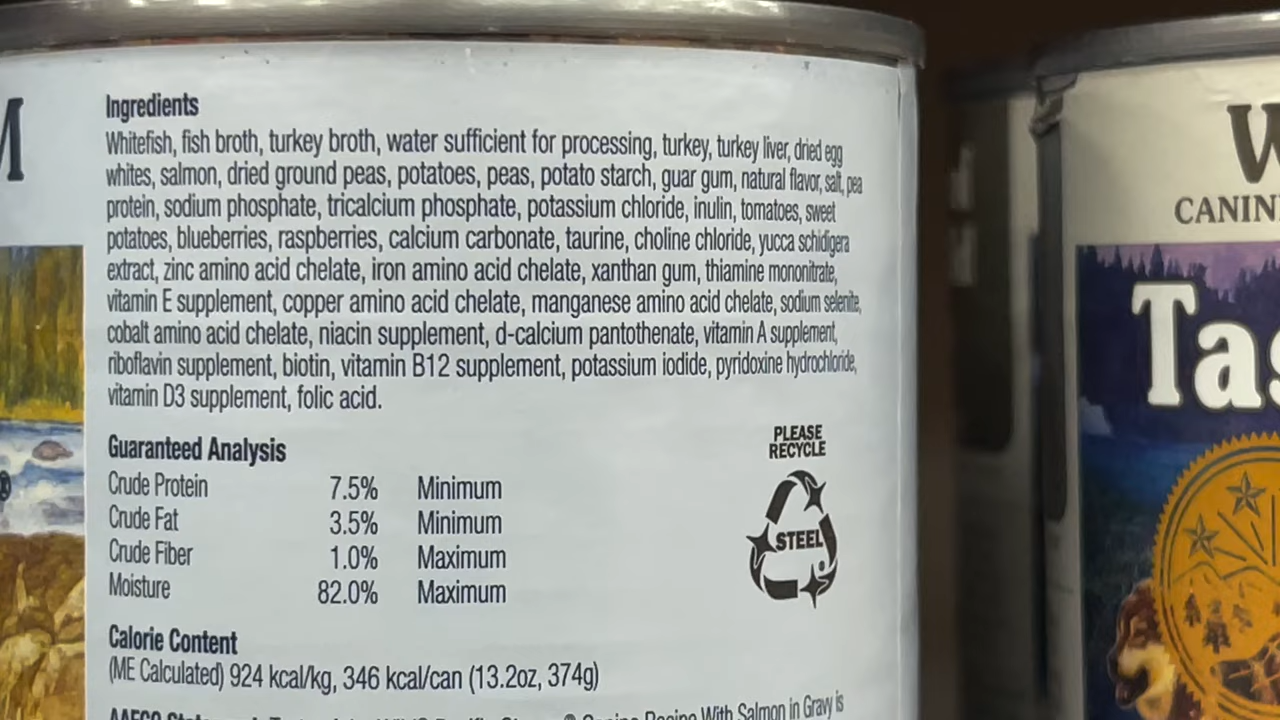 Ingredients
Whitefish, fish broth, turkey broth, water sufficient for processing, turkey, turkey liver, dried egg
whites, salmon, dried ground peas, potatoes, peas, potato starch, guar gum, natural flavor, salt, pea
protein, sodium phosphate, tricalcium phosphate, potassium chloride, inulin, tomatoes, sweet
potatoes, blueberries, raspberries, calcium carbonate, taurine, choline chloride, yucca schidigera
extract, zinc amino acid chelate, iron amino acid chelate, xanthan gum, thiamine mononitrate,
vitamin E supplement, copper amino acid chelate, manganese amino acid chelate, sodium selenite,
cobalt amino acid chelate, niacin supplement, d-calcium pantothenate, vitamin A supplement,
riboflavin supplement, biotin, vitamin B12 supplement, potassium iodide, pyridoxine hydrochloride,
vitamin D3 supplement, folic acid.
Guaranteed Analysis
Crude Protein 7.5% Minimum
Crude Fat 3.5% Minimum
Crude Fiber 1.0% Maximum
Moisture 82.0% Maximum
PLEASE
RECYCLE
STEEL
Calorie Content
(ME Calculated) 924 kcal/kg, 346 kcal/can (13.2oz, 374g)
With Salmon in Gravy is
W
CANIN
Tas